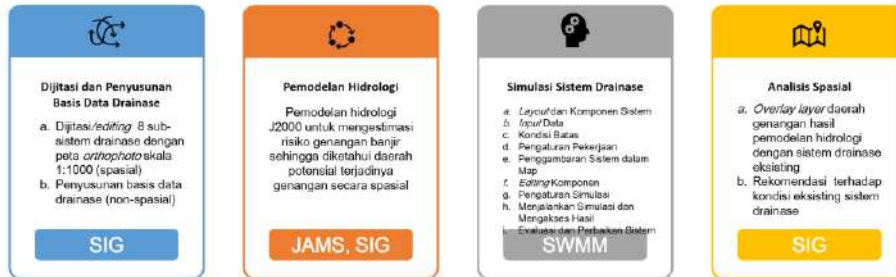 Dijitasi dan Penyusunan
Basis Data Drainase
a. Dijitasi/editing 8 sub-
sistem drainase dengan
peta orthophoto skala
1:1000 (spasial)
b. Penyusunan basis data
drainase (non-spasial)
SIG
Pemodelan Hidrologi
Pemodelan hidrologi
J2000 untuk mengestimasi
risiko genangan banjir
sehingga diketahui daerah
potensial terjadinya
genangan secara spasial
JAMS, SIG
Simulasi Sistem Drainase
a. Layout dan Komponen Sistem
b. Input Data
c. Kondisi Batas
d. Pengaturan Pekerjaan
e. Penggambaran Sistem dalam
Map
f. Editing Komponen
g. Pengaturan Simulasi
h. Menjalankan Simulasi dan
Mengakses Hasil
i. Evaluasi dan Perbaikan Sistem
SWMM
Analisis Spasial
a. Overlay layer daerah
genangan hasil
pemodelan hidrologi
dengan sistem drainase
eksisting
b. Rekomendasi terhadap
kondisi eksisting sistem
drainase
SIG